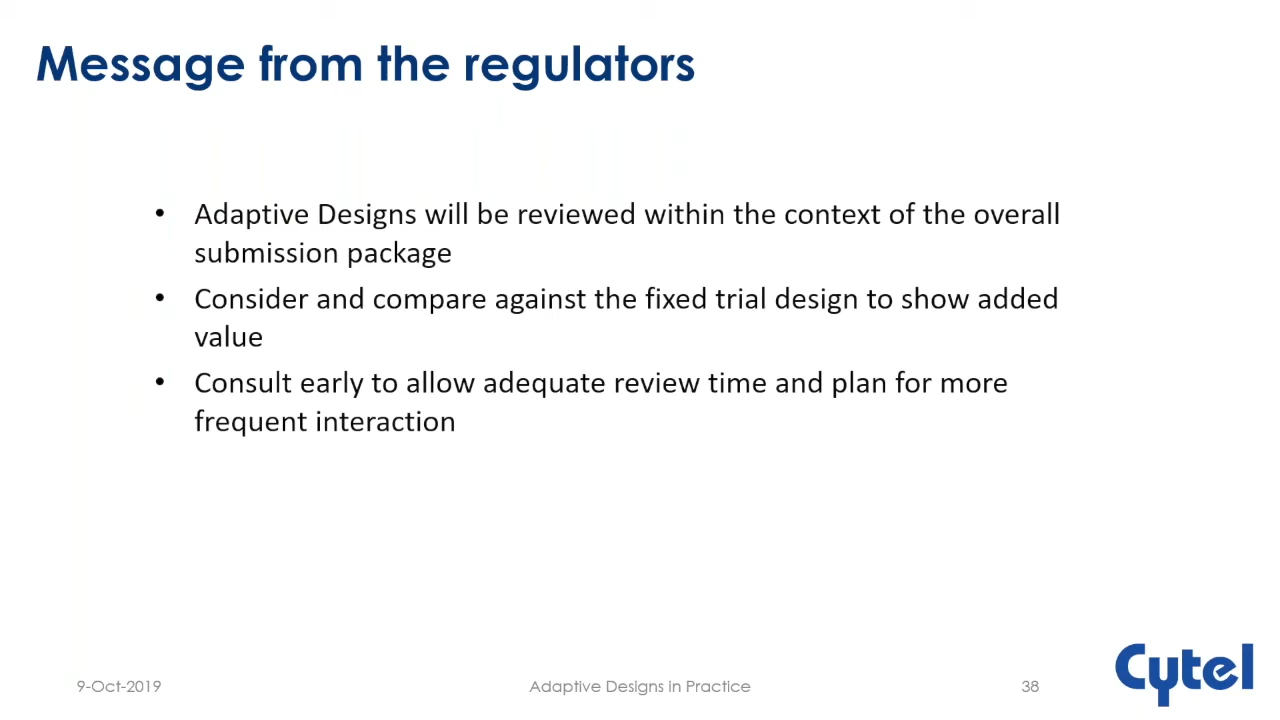 Message from the regulators
• Adaptive Designs will be reviewed within the context of the overall
submission package
• Consider and compare against the fixed trial design to show added
value
• Consult early to allow adequate review time and plan for more
frequent interaction
9-Oct-2019
Adaptive Designs in Practice
38
Cytel